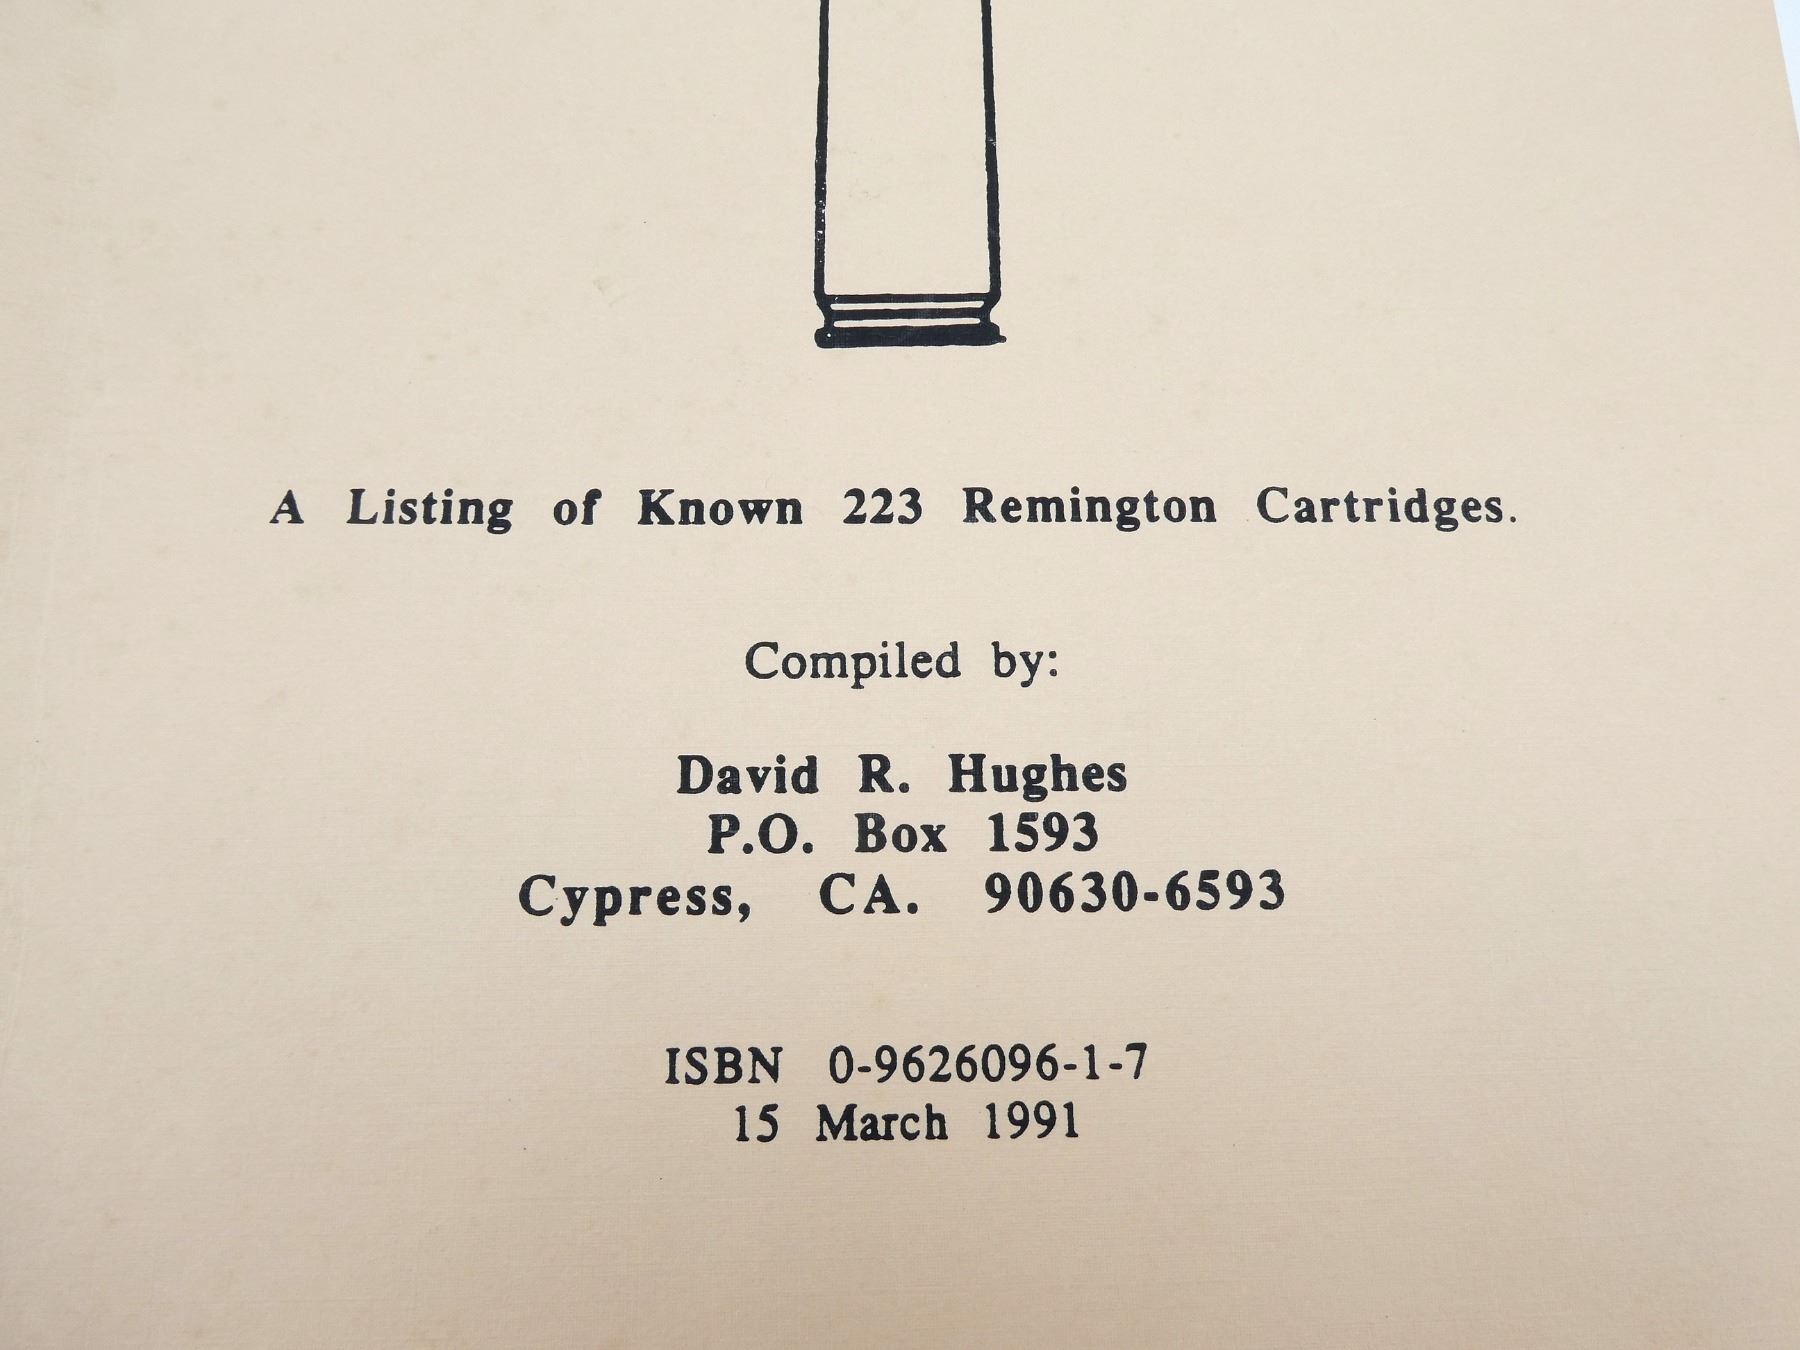 A Listing of Known 223 Remington Cartridges.
Compiled by:
David R. Hughes
P.O. Box 1593
Cypress, CA. 90630-6593
ISBN 0-9626096-1-7
15 March 1991